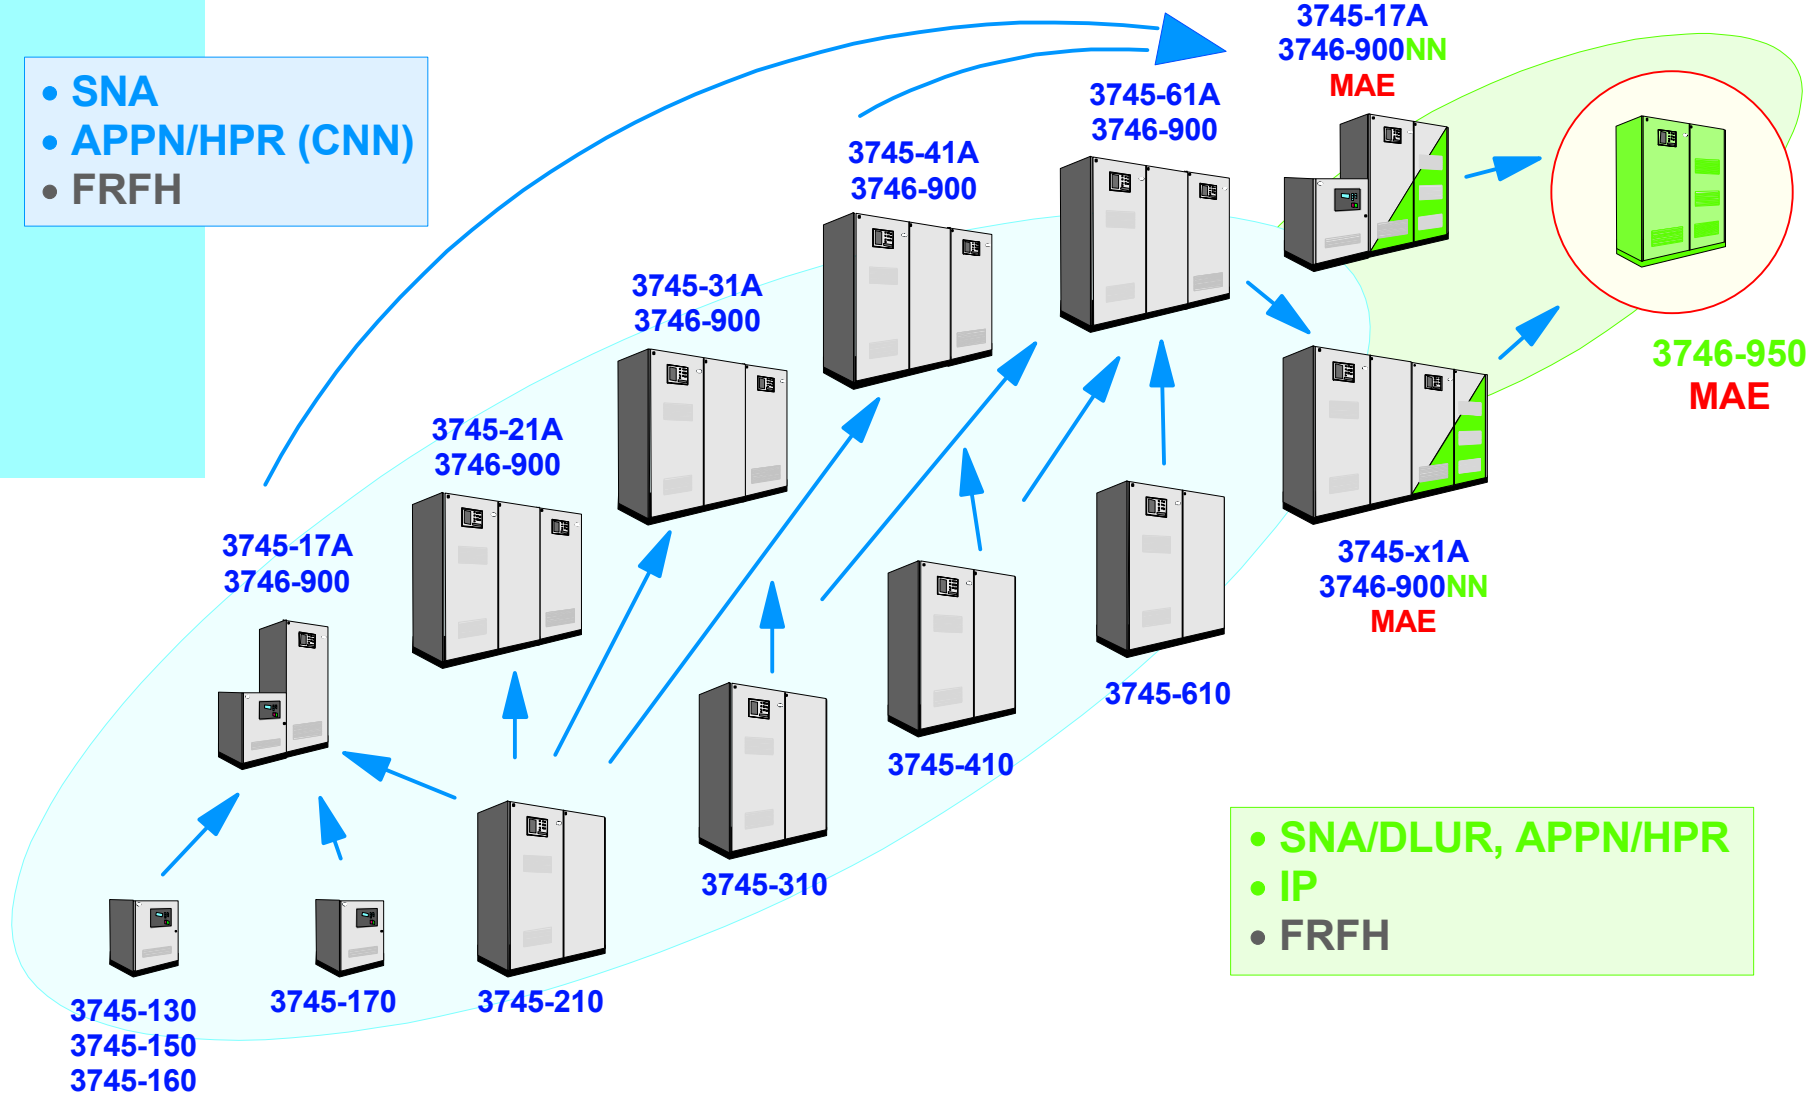 • SNA
• APPN/HPR (CNN)
• FRFH
3745-17A
3746-900NN
MAE
3745-61A
3746-900
3745-41A
3746-900
3745-31A
3746-900
3746-950
MAE
3745-21A
3746-900
3745-17A
3746-900
3745-x1A
3746-900NN
MAE
3745-610
3745-410
3745-310
3745-210
3745-170
3745-130
3745-150
3745-160
• SNA/DLUR, APPN/HPR
• IP
• FRFH